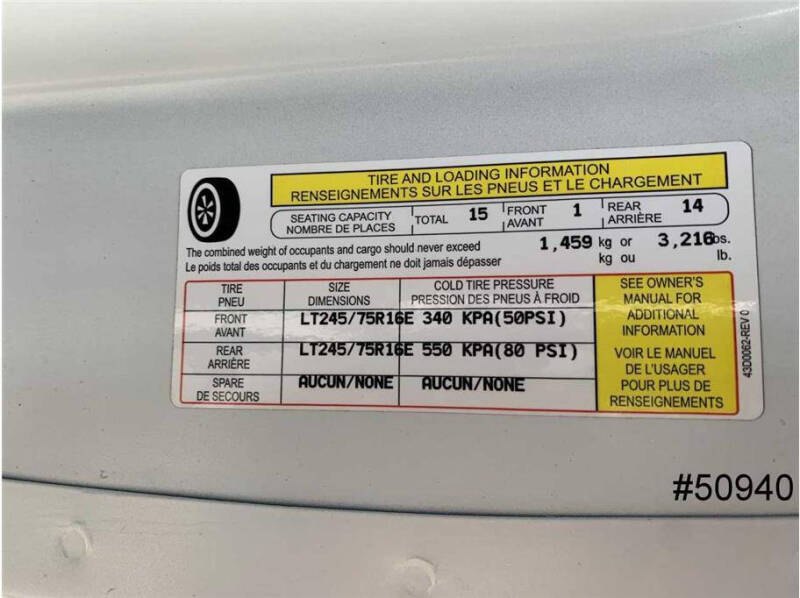 TIRE AND LOADING INFORMATION
RENSEIGNEMENTS SUR LES PNEUS ET LE CHARGEMENT
SEATING CAPACITY
NOMBRE DE PLACES
TOTAL 15
FRONT
AVANT
1
REAR
ARRIÈRE
14
The combined weight of occupants and cargo should never exceed 1,459 kg or 3,216 lbs.
Le poids total des occupants et du chargement ne doit jamais dépasser kg ou lb.
TIRE
PNEU
SIZE
DIMENSIONS
COLD TIRE PRESSURE
PRESSION DES PNEUS À FROID
FRONT
AVANT
LT245/75R16E 340 KPA(50PSI)
REAR
ARRIÈRE
LT245/75R16E 550 KPA(80 PSI)
SPARE
DE SECOURS
AUCUN/NONE AUCUN/NONE
SEE OWNER'S
MANUAL FOR
ADDITIONAL
INFORMATION
VOIR LE MANUEL
DE L'USAGER
POUR PLUS DE
RENSEIGNEMENTS
43D0062-REV 0
#50940